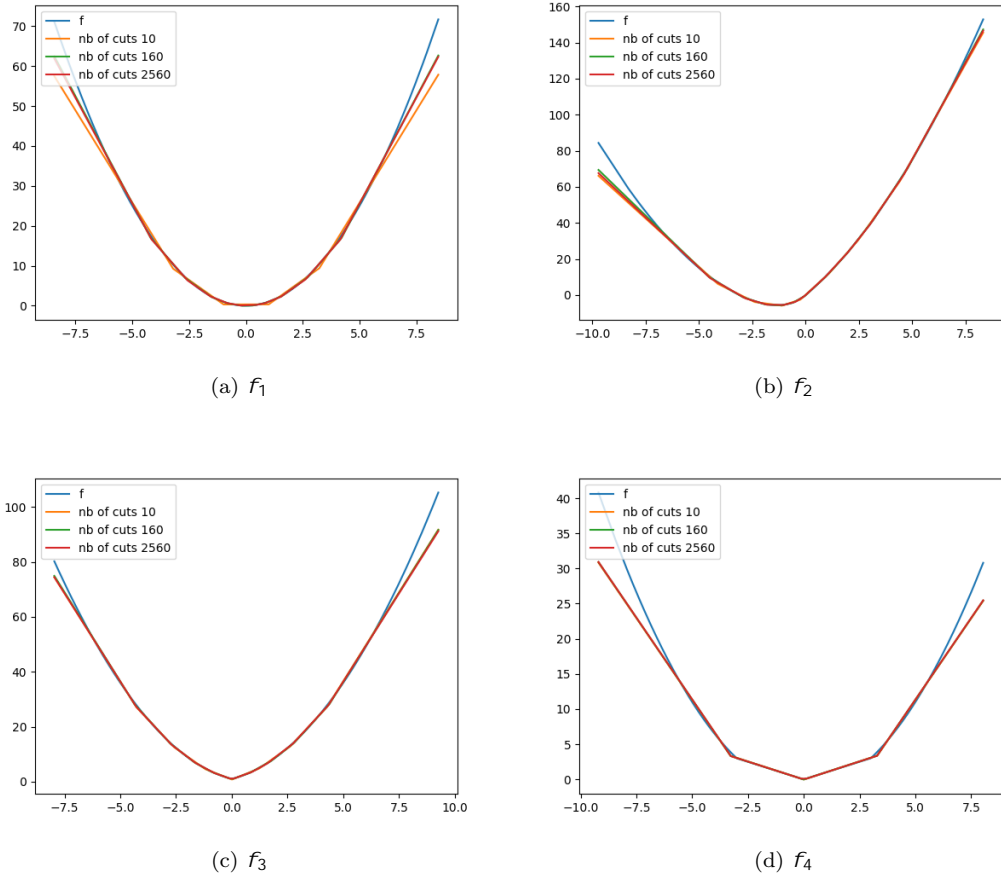 70
60
50
40
30
20
10
0
f
nb of cuts 10
nb of cuts 160
nb of cuts 2560
−7.5 −5.0 −2.5 0.0 2.5 5.0 7.5
(a) f1
160
140
120
100
80
60
40
20
0
f
nb of cuts 10
nb of cuts 160
nb of cuts 2560
−10.0 −7.5 −5.0 −2.5 0.0 2.5 5.0 7.5
(b) f2
100
80
60
40
20
0
f
nb of cuts 10
nb of cuts 160
nb of cuts 2560
−7.5 −5.0 −2.5 0.0 2.5 5.0 7.5 10.0
(c) f3
40
35
30
25
20
15
10
5
0
f
nb of cuts 10
nb of cuts 160
nb of cuts 2560
−10.0 −7.5 −5.0 −2.5 0.0 2.5 5.0 7.5
(d) f4